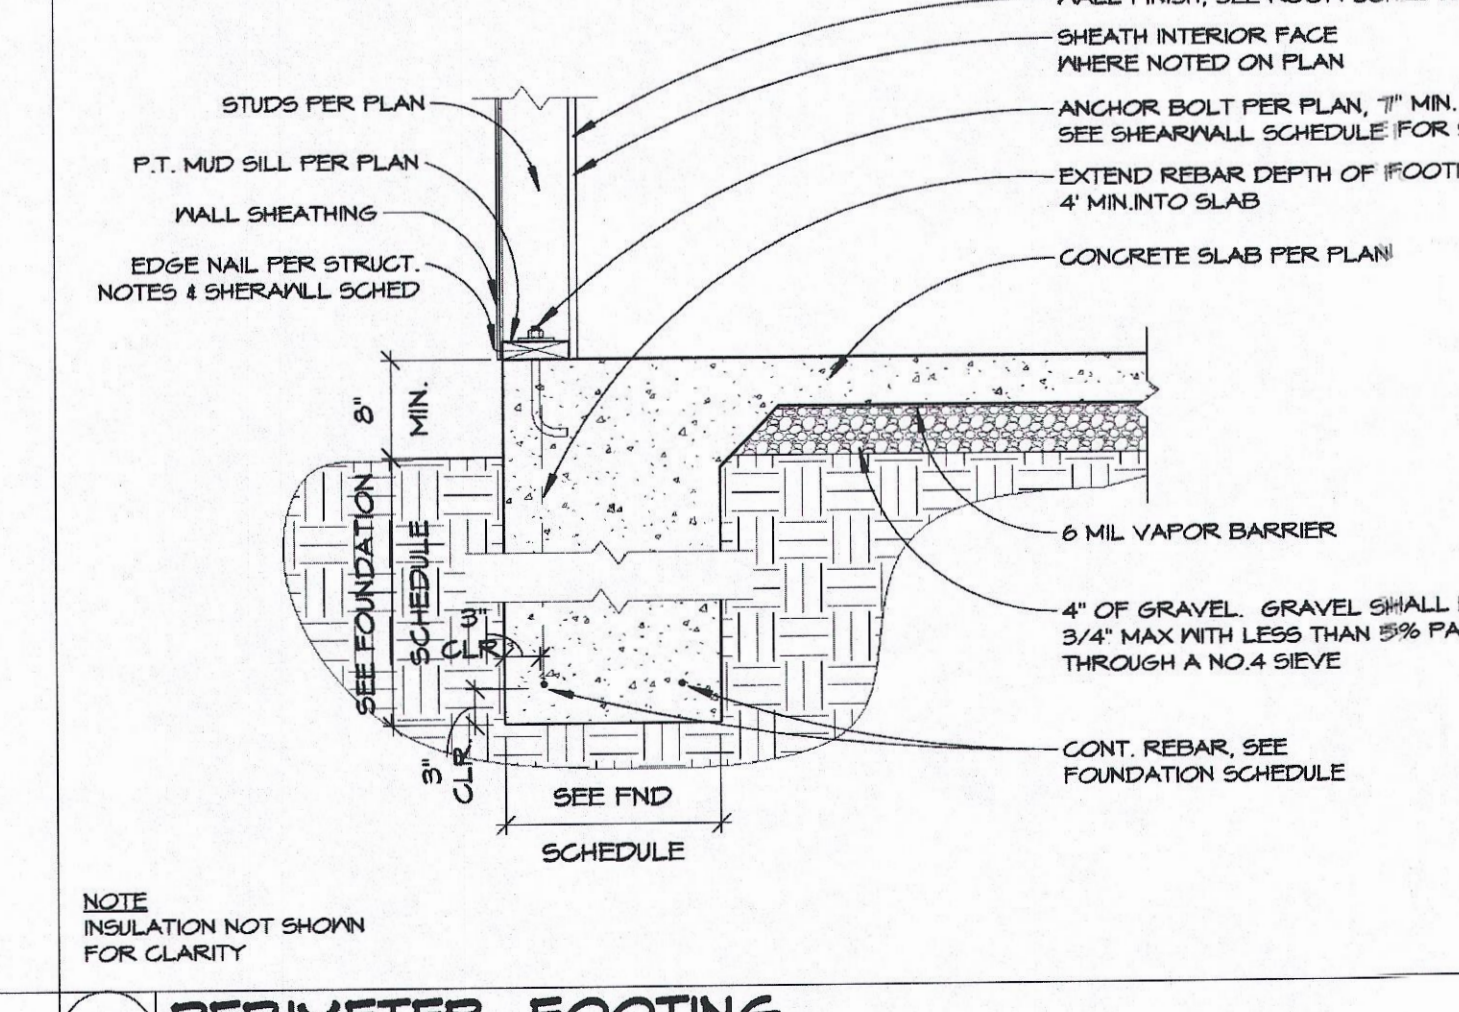 SHEATH INTERIOR FACE
WHERE NOTED ON PLAN
ANCHOR BOLT PER PLAN, 7" MIN.
SEE SHEARWALL SCHEDULE FOR
EXTEND REBAR DEPTH OF
4' MIN.INTO SLAB
CONCRETE SLAB PER PLAN
STUDS PER PLAN
P.T. MUD SILL PER PLAN
WALL SHEATHING
EDGE NAIL PER STRUCT.
NOTES & SHERAWLL SCHED
8"
MIN.
SEE FOUNDATION
SCHEDULE
3"
CLR
3"
CLR.
6 MIL VAPOR BARRIER
4" OF GRAVEL. GRAVEL SHALL
3/4" MAX WITH LESS THAN 5%
THROUGH A NO.4 SIEVE
CONT. REBAR, SEE
FOUNDATION SCHEDULE
SEE FND
SCHEDULE
NOTE
INSULATION NOT SHOWN
FOR CLARITY
PERIMETER FOOTING